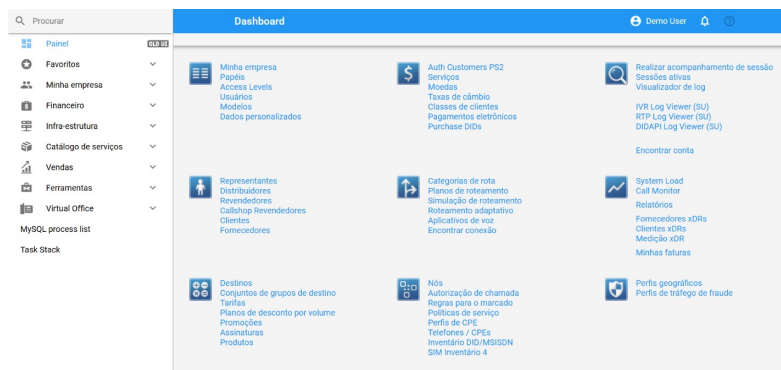 Procurar
Dashboard
Demo User
Painel
OLD UI
Favoritos
Minha empresa
Financeiro
Infra-estrutura
Catálogo de serviços
Vendas
Ferramentas
Virtual Office
MySQL process list
Task Stack
Minha empresa
Papéis
Access Levels
Usuários
Modelos
Dados personalizados
Auth Customers PS2
Serviços
Moedas
Taxas de câmbio
Classes de clientes
Pagamentos eletrônicos
Purchase DIDs
Realizar acompanhamento de sessão
Sessões ativas
Visualizador de log
IVR Log Viewer (SU)
RTP Log Viewer (SU)
DIDAPI Log Viewer (SU)
Encontrar conta
Representantes
Distribuidores
Revendedores
Callshop Revendedores
Clientes
Fornecedores
Categorias de rota
Planos de roteamento
Simulação de roteamento
Roteamento adaptativo
Aplicativos de voz
Encontrar conexão
System Load
Call Monitor
Relatórios
Fornecedores xDRs
Clientes xDRs
Medição xDR
Minhas faturas
Destinos
Conjuntos de grupos de destino
Tarifas
Planos de desconto por volume
Promoções
Assinaturas
Produtos
Nós
Autorização de chamada
Regras para o marcado
Políticas de serviço
Perfis de CPE
Telefones / CPEs
Inventário DID/MSISDN
SIM Inventário 4
Perfis geográficos
Perfis de tráfego de fraude